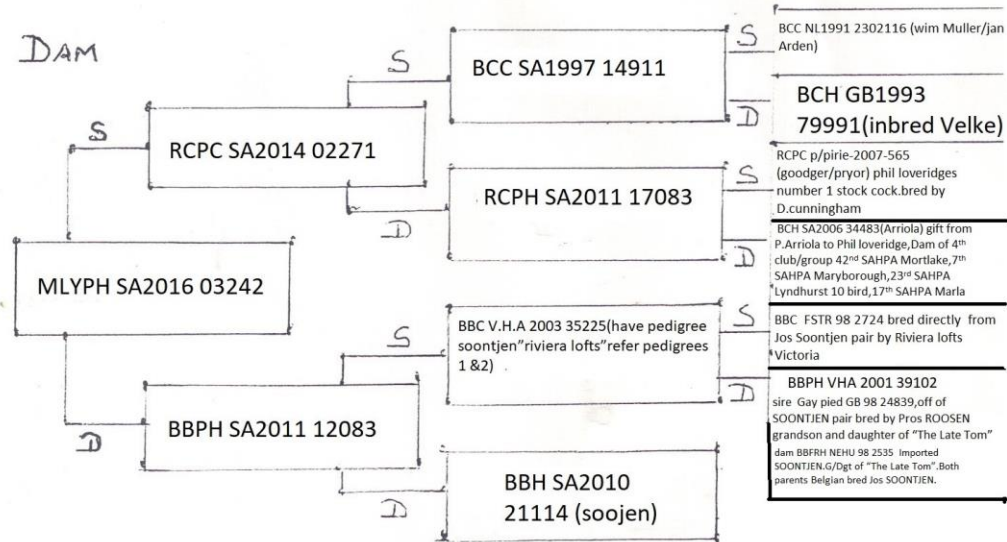 DAM
S
RCPC SA2014 02271
D
MLYPH SA2016 03242
D
BBPH SA2011 12083
S
BCC SA1997 14911
D
RCPH SA2011 17083
S
BBC V.H.A 2003 35225(have pedigree
soontjen"riviera lofts"refer pedigrees
1 &2)
D
BBH SA2010
21114 (soojen)
S
BCC NL1991 2302116 (wim Muller/jan
Arden)
D
BCH GB1993
79991(inbred Velke)
S
RCPC p/pirie-2007-565
(goodger/pryor) phil loveridges
number 1 stock cock.bred by
D.cunningham
D
BCH SA2006 34483(Arriola) gift from
P.Arriola to Phil loveridge,Dam of 4th
club/group 42nd SAHPA Mortlake,7th
SAHPA Maryborough,23rd SAHPA
Lyndhurst 10 bird,17th SAHPA Marla
S
BBC FSTR 98 2724 bred directly from
Jos Soontjen pair by Riviera lofts
Victoria
D
BBPH VHA 2001 39102
sire Gay pied GB 98 24839,off of
SOONTJEN pair bred by Pros ROOSEN
grandson and daughter of "The Late Tom"
dam BBFRH NEHU 98 2535 Imported
SOONTJEN.G/Dgt of "The Late Tom".Both
parents Belgian bred Jos SOONTJEN.